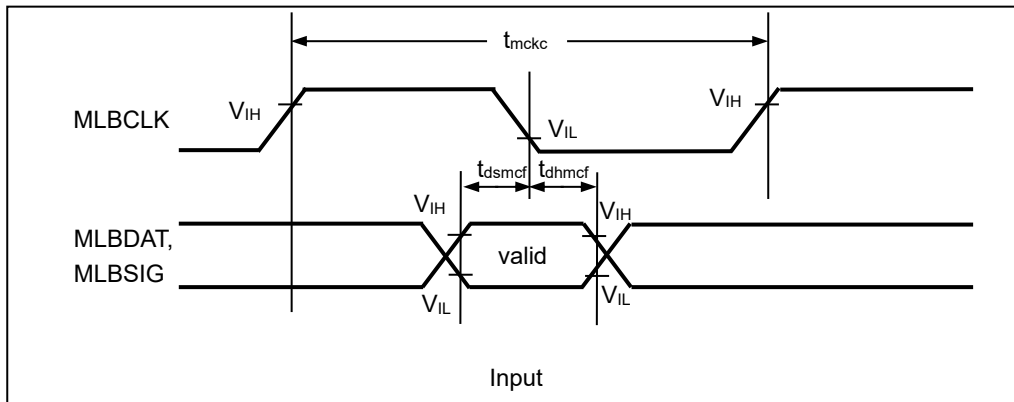 tmckc
VIH
VIH
MLBCLK
VIL
tdsmcf
tdhmcf
VIH
VIH
MLBDAT,
valid
MLBSIG
VIL
VIL
Input